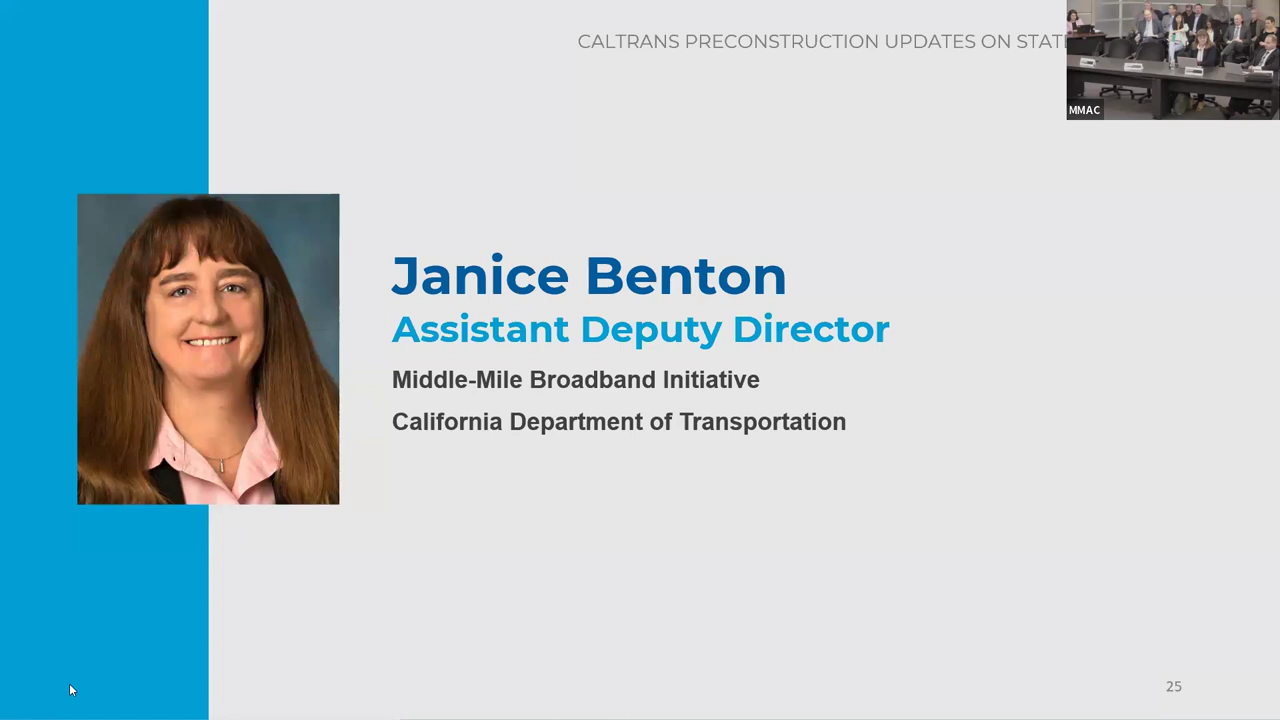 CALTRANS PRECONSTRUCTION UPDATES ON STAT
MMAC
Janice Benton
Assistant Deputy Director
Middle-Mile Broadband Initiative
California Department of Transportation
25